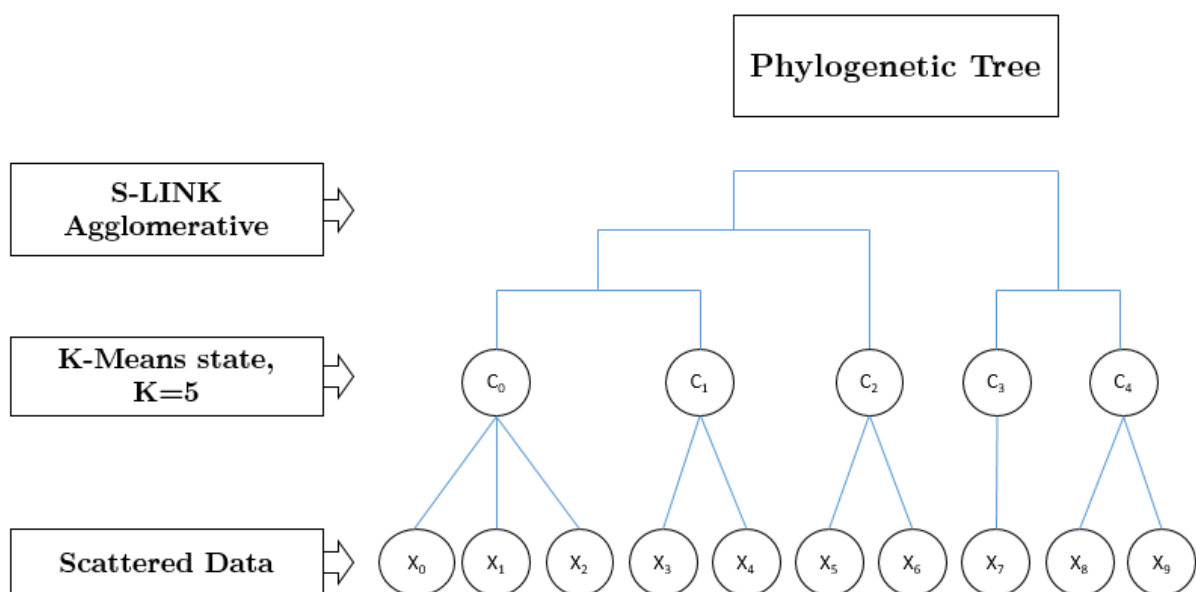 Phylogenetic Tree
S-LINK
Agglomerative
K-Means state,
K=5
C₀ C₁ C₂ C₃ C₄
Scattered Data
X₀ X₁ X₂ X₃ X₄ X₅ X₆ X₇ X₈ X₉